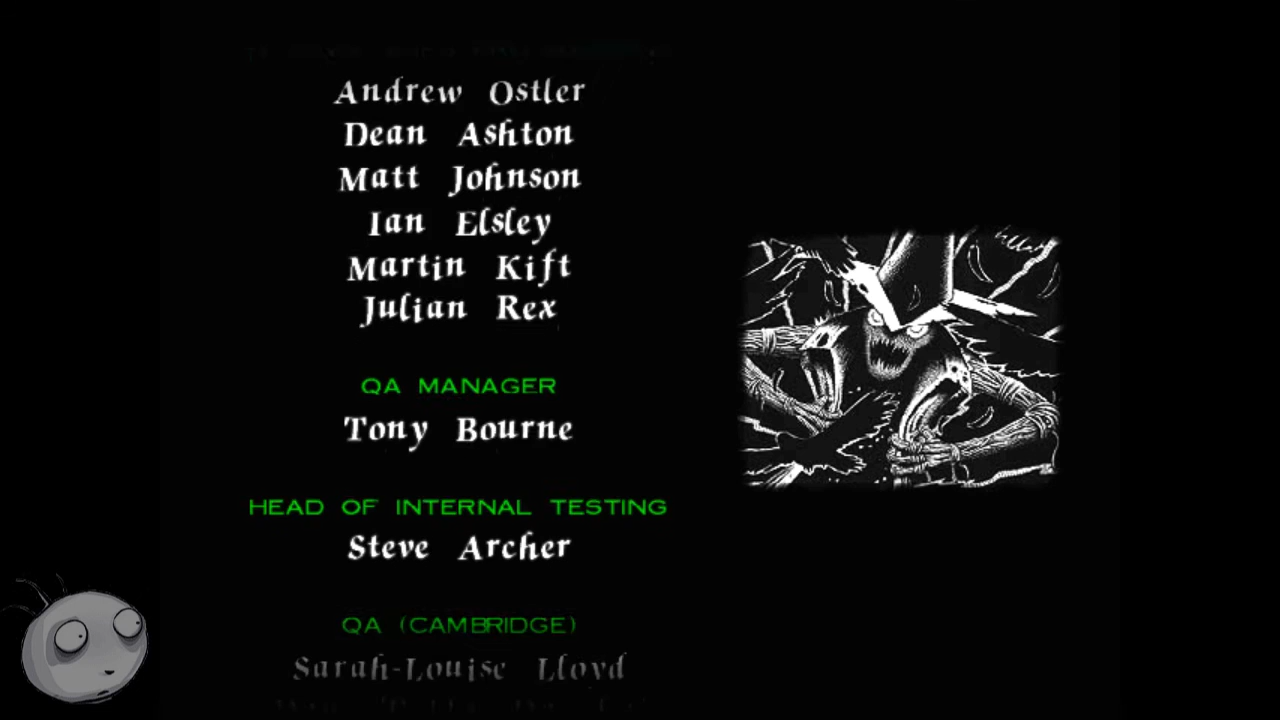 Andrew Ostler
Dean Ashton
Matt Johnson
Ian Elsley
Martin Kift
Julian Rex
QA MANAGER
Tony Bourne
HEAD OF INTERNAL TESTING
Steve Archer
QA (CAMBRIDGE)
Sarah-Louise Lloyd